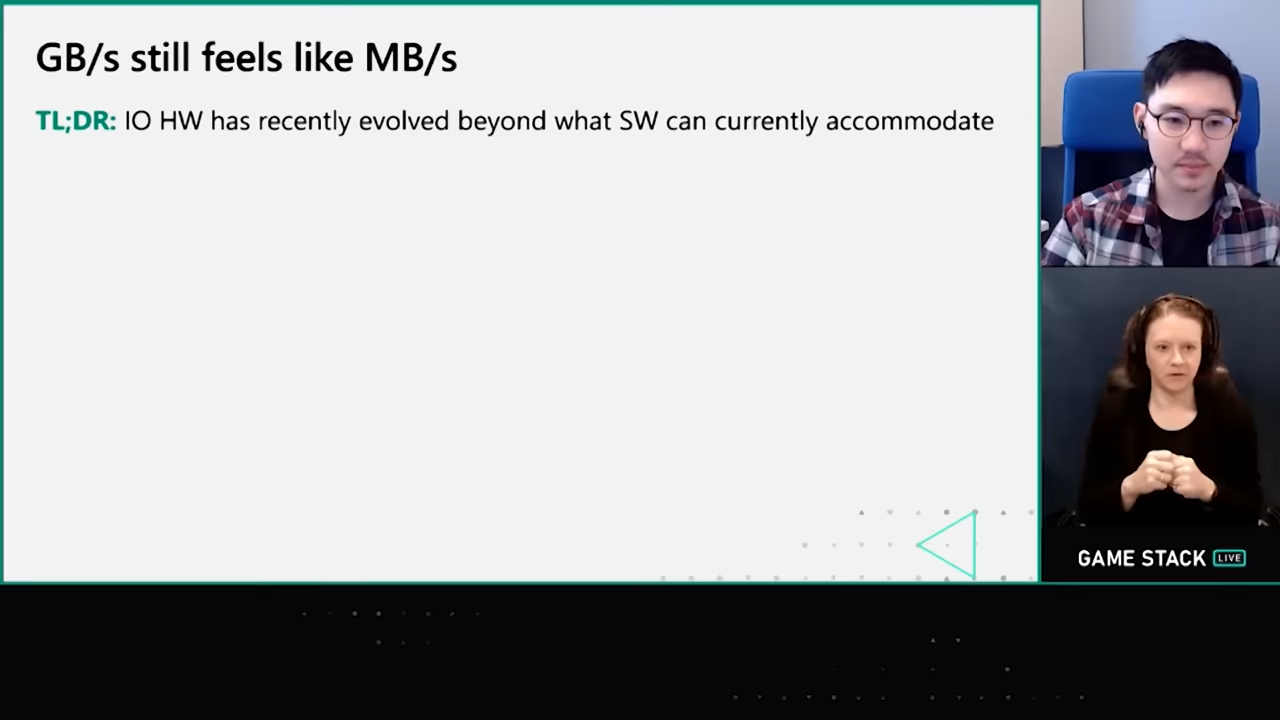 GB/s still feels like MB/s
TL;DR: IO HW has recently evolved beyond what SW can currently accommodate
GAME STACK LIVE